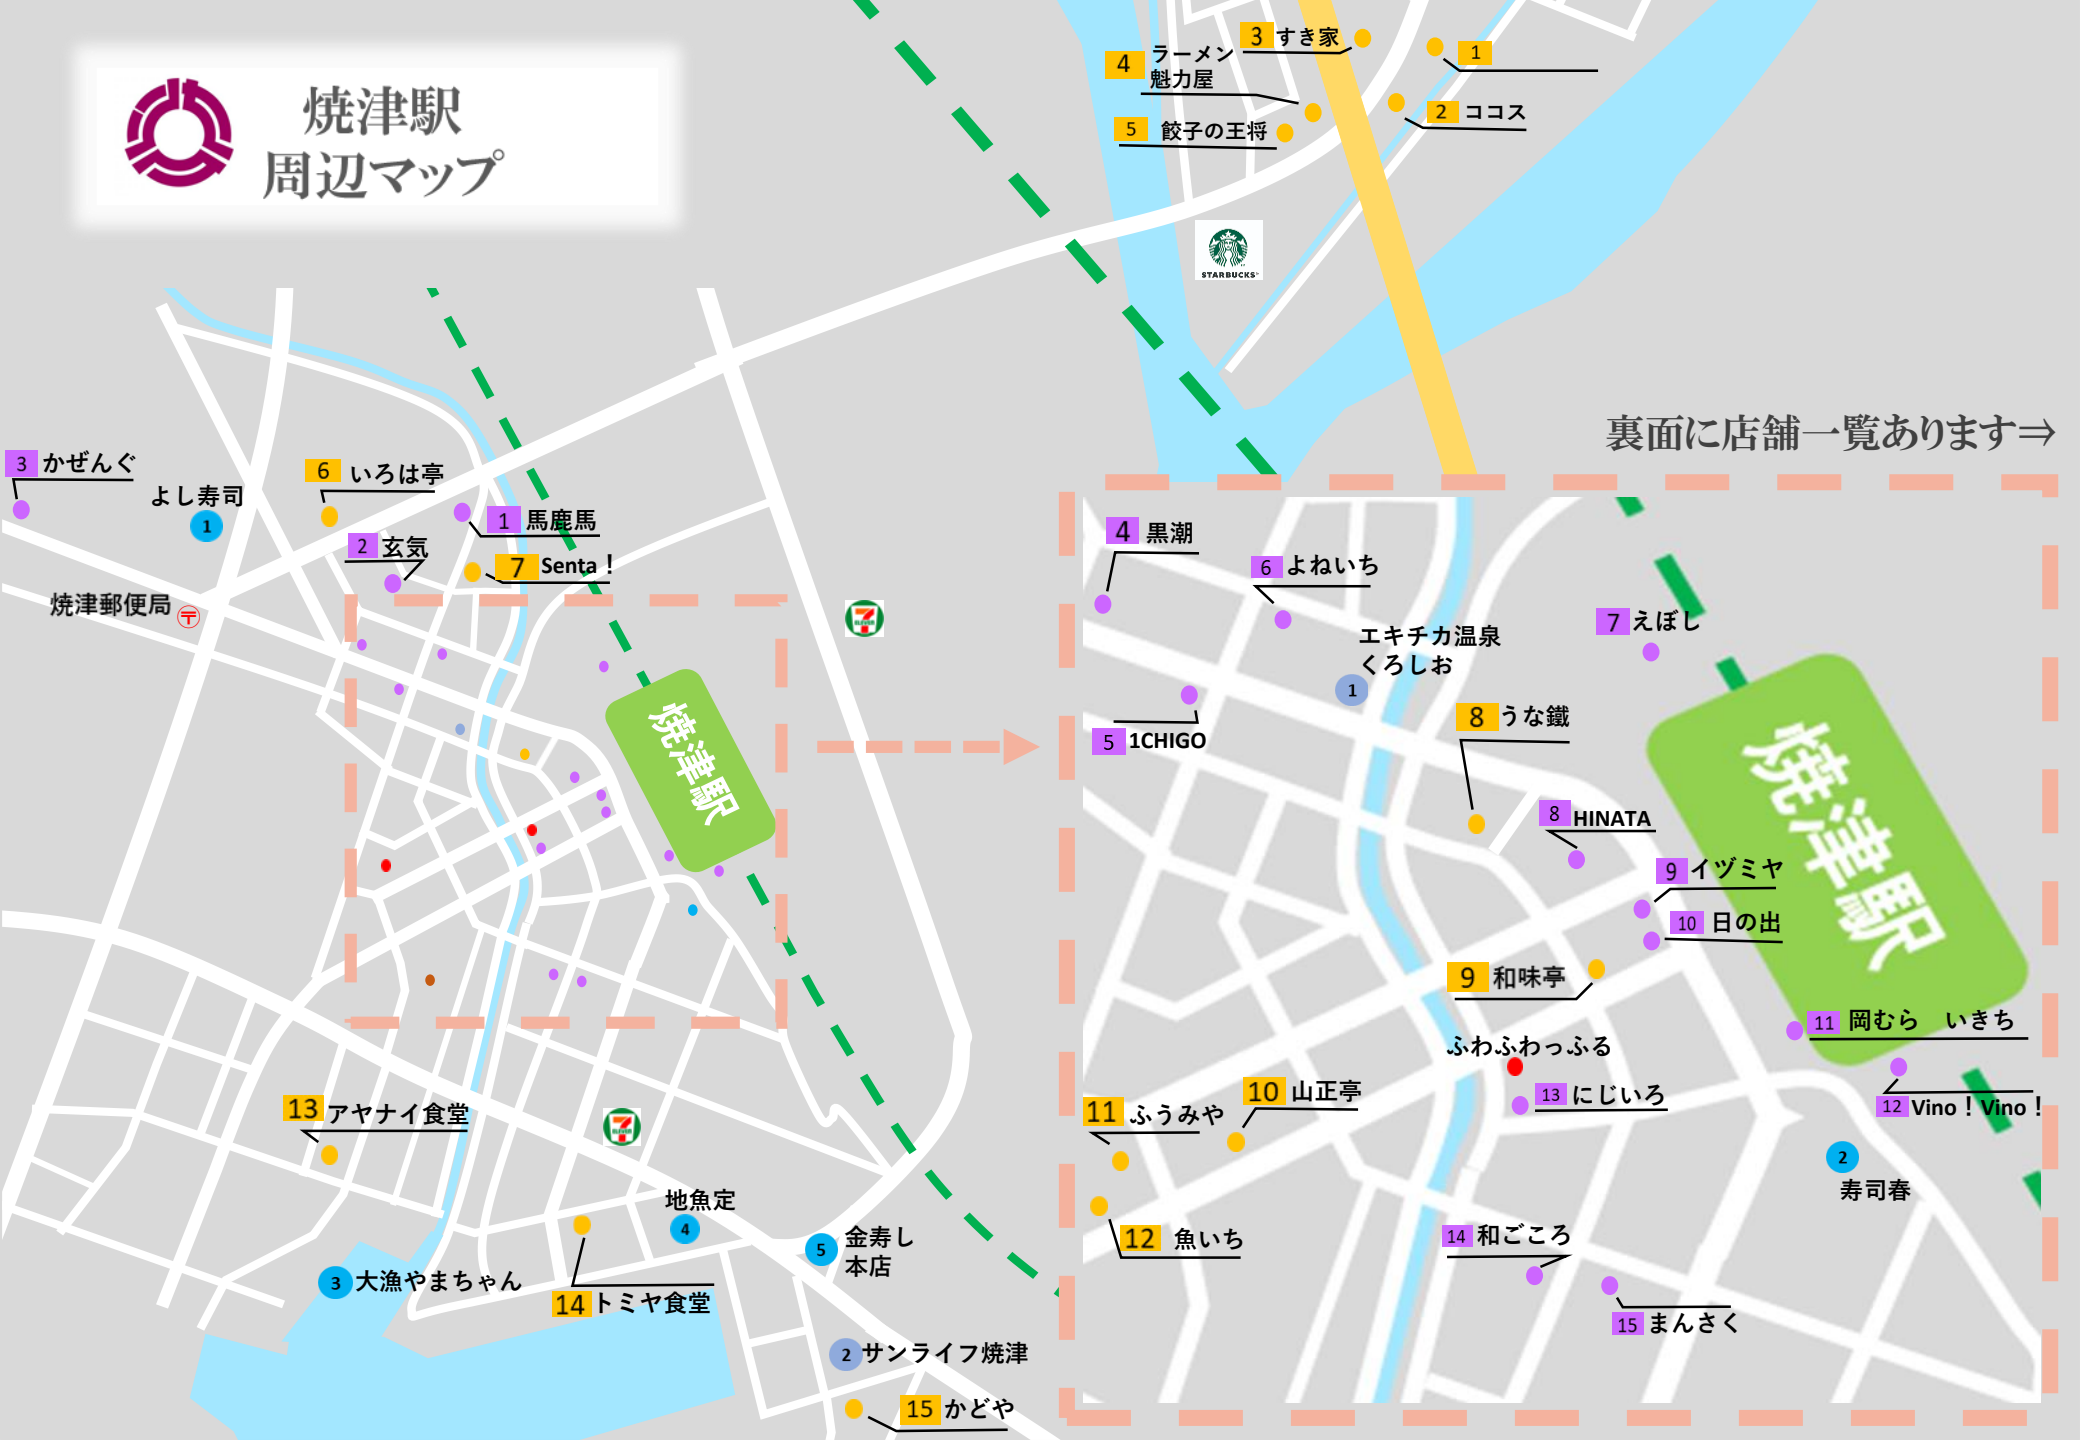 焼津駅
周辺マップ
3 すき家
4 ラーメン
魁力屋
5 餃子の王将
1
2 ココス
STARBUCKS
裏面に店舗一覧あります⇒
3 かぜんぐ
よし寿司
1
6 いろは亭
1 馬鹿馬
2 玄気
7 Senta！
焼津郵便局 〒
7
ELEVEN
焼津駅
13 アヤナイ食堂
7
ELEVEN
地魚定
4
5 金寿し
本店
3 大漁やまちゃん
14 トミヤ食堂
2 サンライフ焼津
15 かどや
4 黒潮
6 よねいち
エキチカ温泉
くろしお
1
7 えぼし
5 1CHIGO
8 うな鐵
8 HINATA
9 イヅミヤ
10 日の出
焼津駅
9 和味亭
11 岡むら　いきち
ふわふわっふる
13 にじいろ
12 Vino！Vino！
10 山正亭
11 ふうみや
2
寿司春
12 魚いち
14 和ごころ
15 まんさく